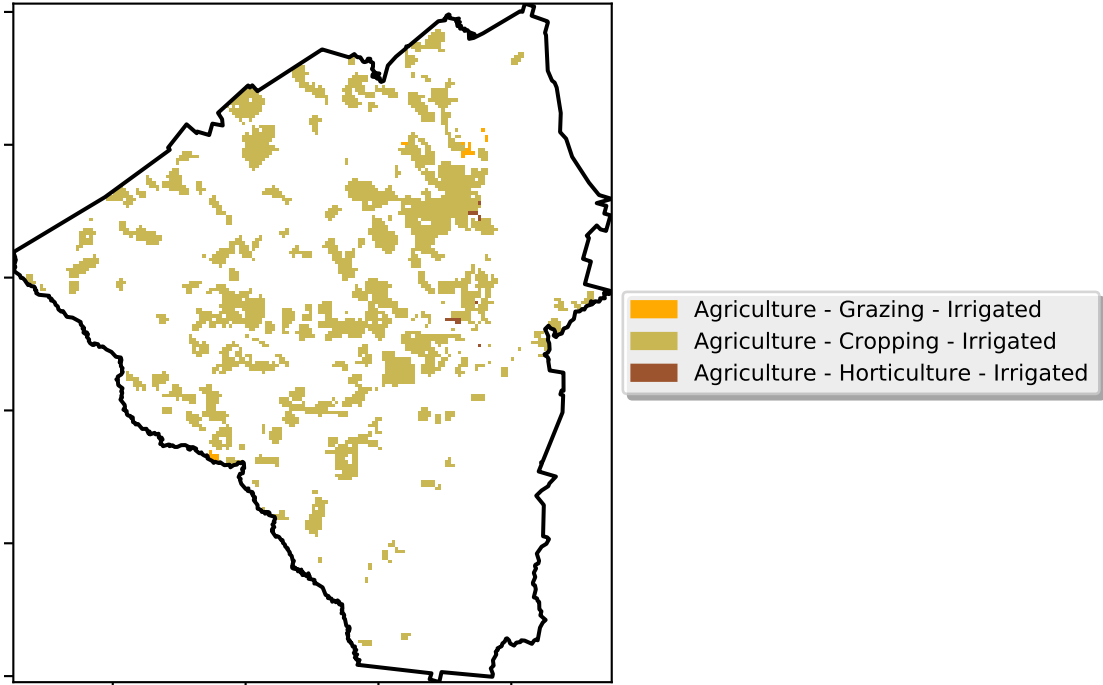 Agriculture - Grazing - Irrigated
Agriculture - Cropping - Irrigated
Agriculture - Horticulture - Irrigated